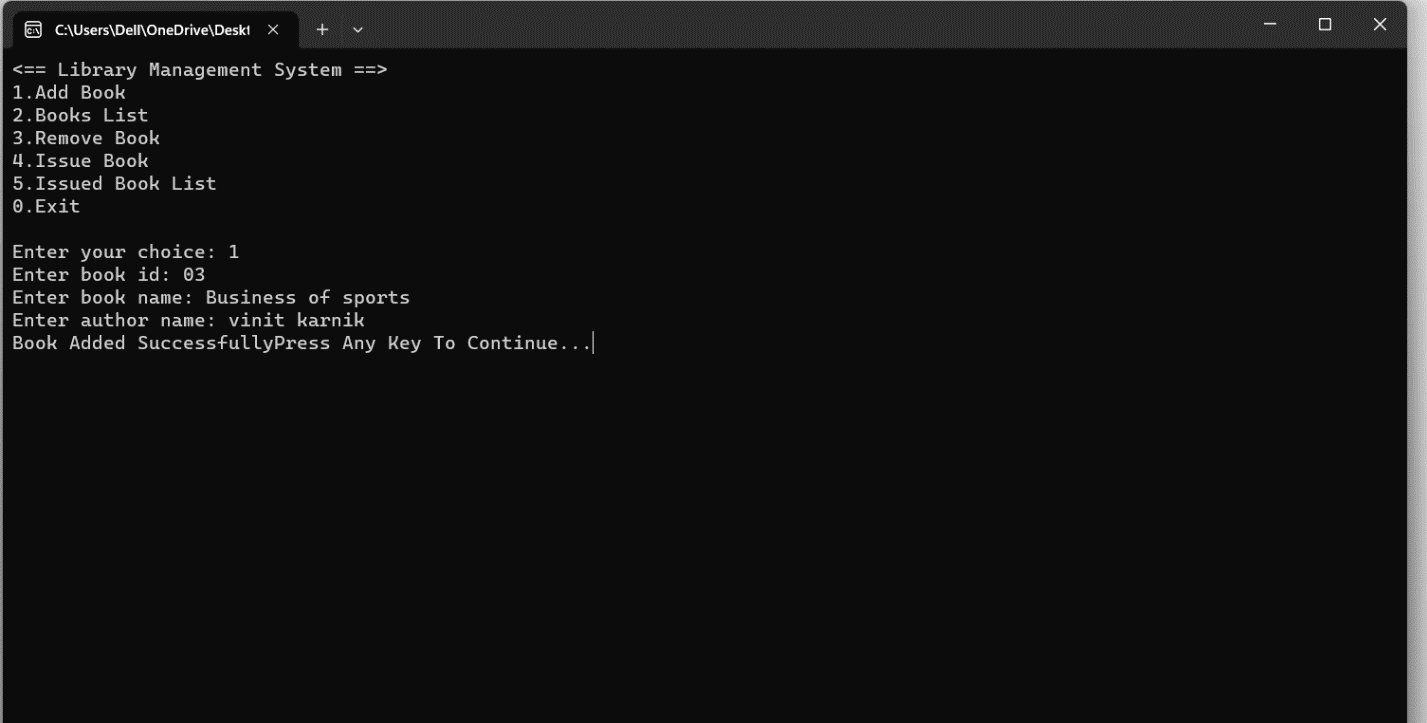 C:\Users\Dell\OneDrive\Deskt
<== Library Management System ==>
1.Add Book
2.Books List
3.Remove Book
4.Issue Book
5.Issued Book List
0.Exit
Enter your choice: 1
Enter book id: 03
Enter book name: Business of sports
Enter author name: vinit karnik
Book Added SuccessfullyPress Any Key To Continue...